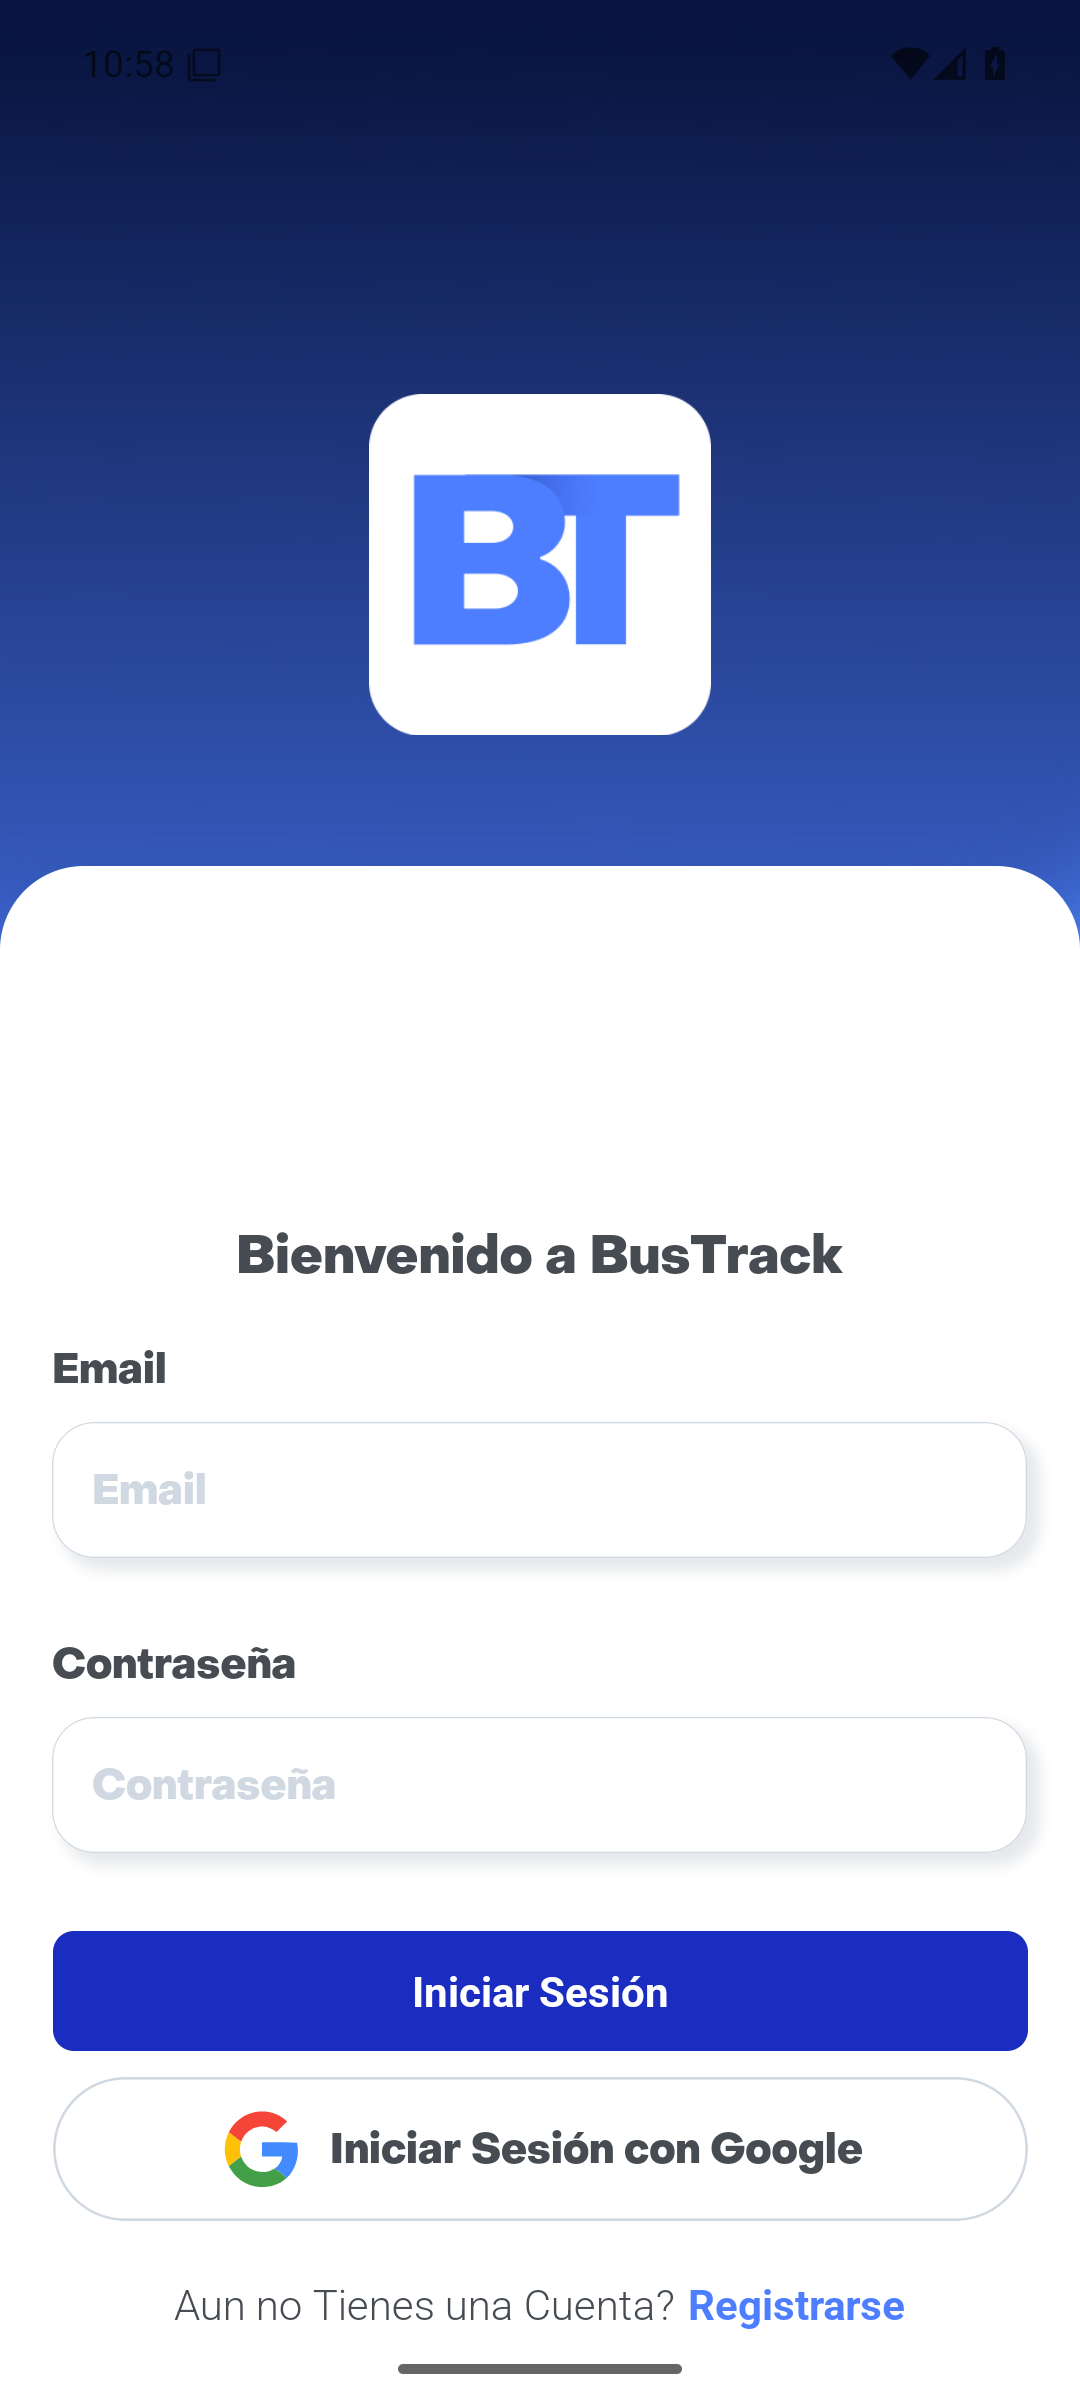 10:58
BT
Bienvenido a BusTrack
Email
Email
Contraseña
Contraseña
Iniciar Sesión
Iniciar Sesión con Google
Aun no Tienes una Cuenta? Registrarse